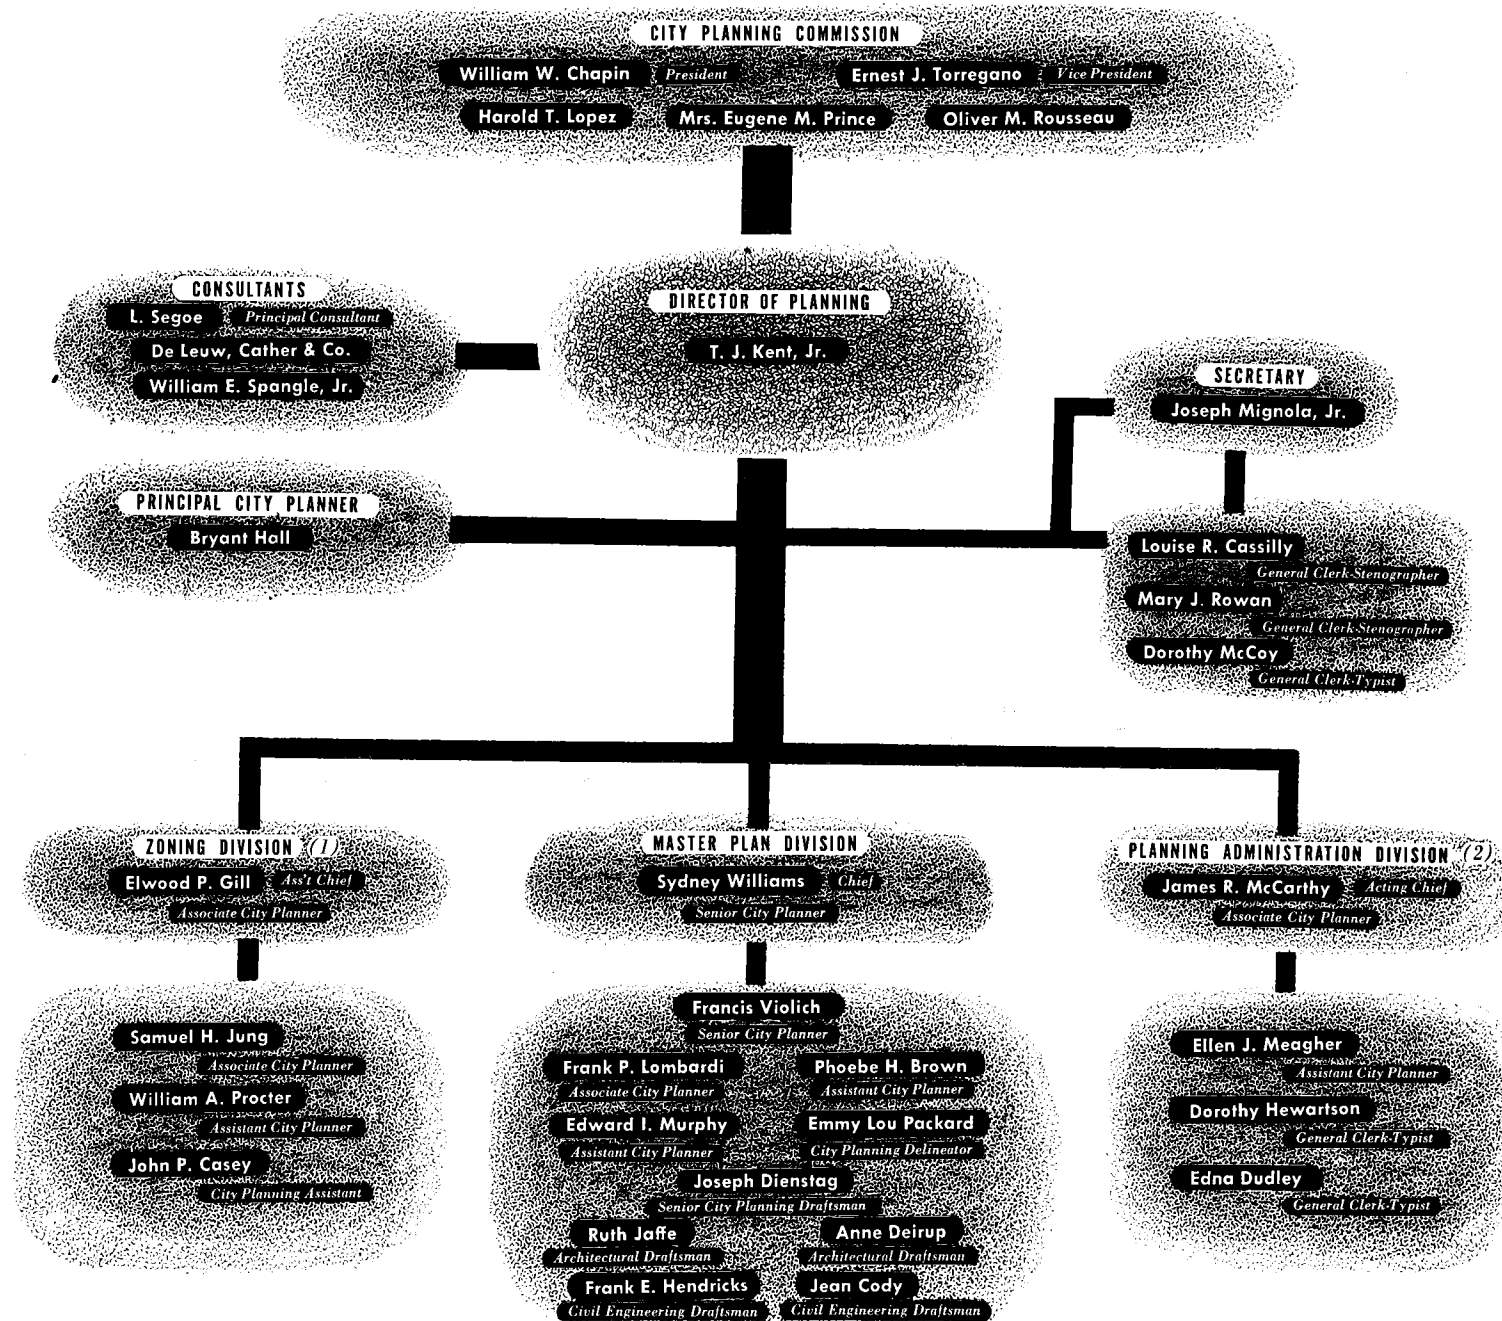 CITY PLANNING COMMISSION
William W. Chapin President
Ernest J. Torregano Vice President
Harold T. Lopez
Mrs. Eugene M. Prince
Oliver M. Rousseau
CONSULTANTS
L. Segoe Principal Consultant
De Leuw, Cather & Co.
William E. Spangle, Jr.
DIRECTOR OF PLANNING
T. J. Kent, Jr.
SECRETARY
Joseph Mignola, Jr.
PRINCIPAL CITY PLANNER
Bryant Hall
Louise R. Cassilly
General Clerk-Stenographer
Mary J. Rowan
General Clerk-Stenographer
Dorothy McCoy
General Clerk-Typist
ZONING DIVISION (1)
Elwood P. Gill Ass't Chief
Associate City Planner
Samuel H. Jung
Associate City Planner
William A. Procter
Assistant City Planner
John P. Casey
City Planning Assistant
MASTER PLAN DIVISION
Sydney Williams Chief
Senior City Planner
Francis Violich
Senior City Planner
Frank P. Lombardi
Associate City Planner
Phoebe H. Brown
Assistant City Planner
Edward I. Murphy
Assistant City Planner
Emmy Lou Packard
City Planning Delineator
Joseph Dienstag
Senior City Planning Draftsman
Ruth Jaffe
Architectural Draftsman
Anne Deirup
Architectural Draftsman
Frank E. Hendricks
Civil Engineering Draftsman
Jean Cody
Civil Engineering Draftsman
PLANNING ADMINISTRATION DIVISION (2)
James R. McCarthy Acting Chief
Associate City Planner
Ellen J. Meagher
Assistant City Planner
Dorothy Hewartson
General Clerk-Typist
Edna Dudley
General Clerk-Typist